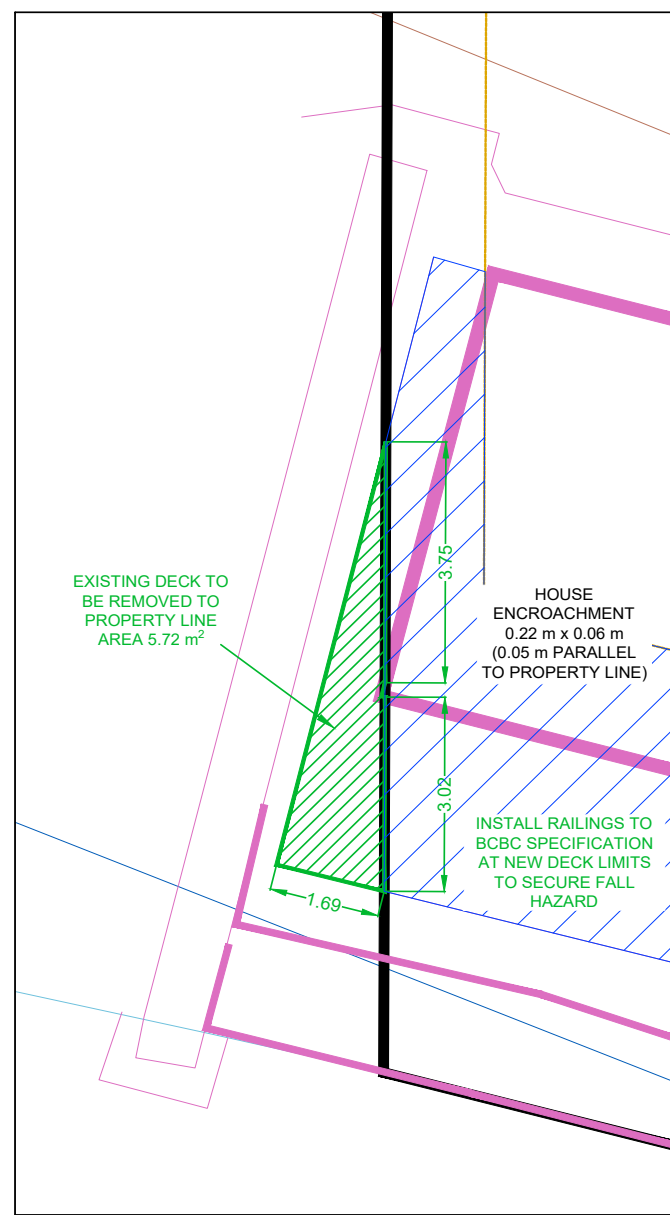 3.75
EXISTING DECK TO
BE REMOVED TO
PROPERTY LINE
AREA 5.72 m²
HOUSE
ENCROACHMENT
0.22 m x 0.06 m
(0.05 m PARALLEL
TO PROPERTY LINE)
3.02
INSTALL RAILINGS TO
BCBC SPECIFICATION
AT NEW DECK LIMITS
TO SECURE FALL
HAZARD
1.69